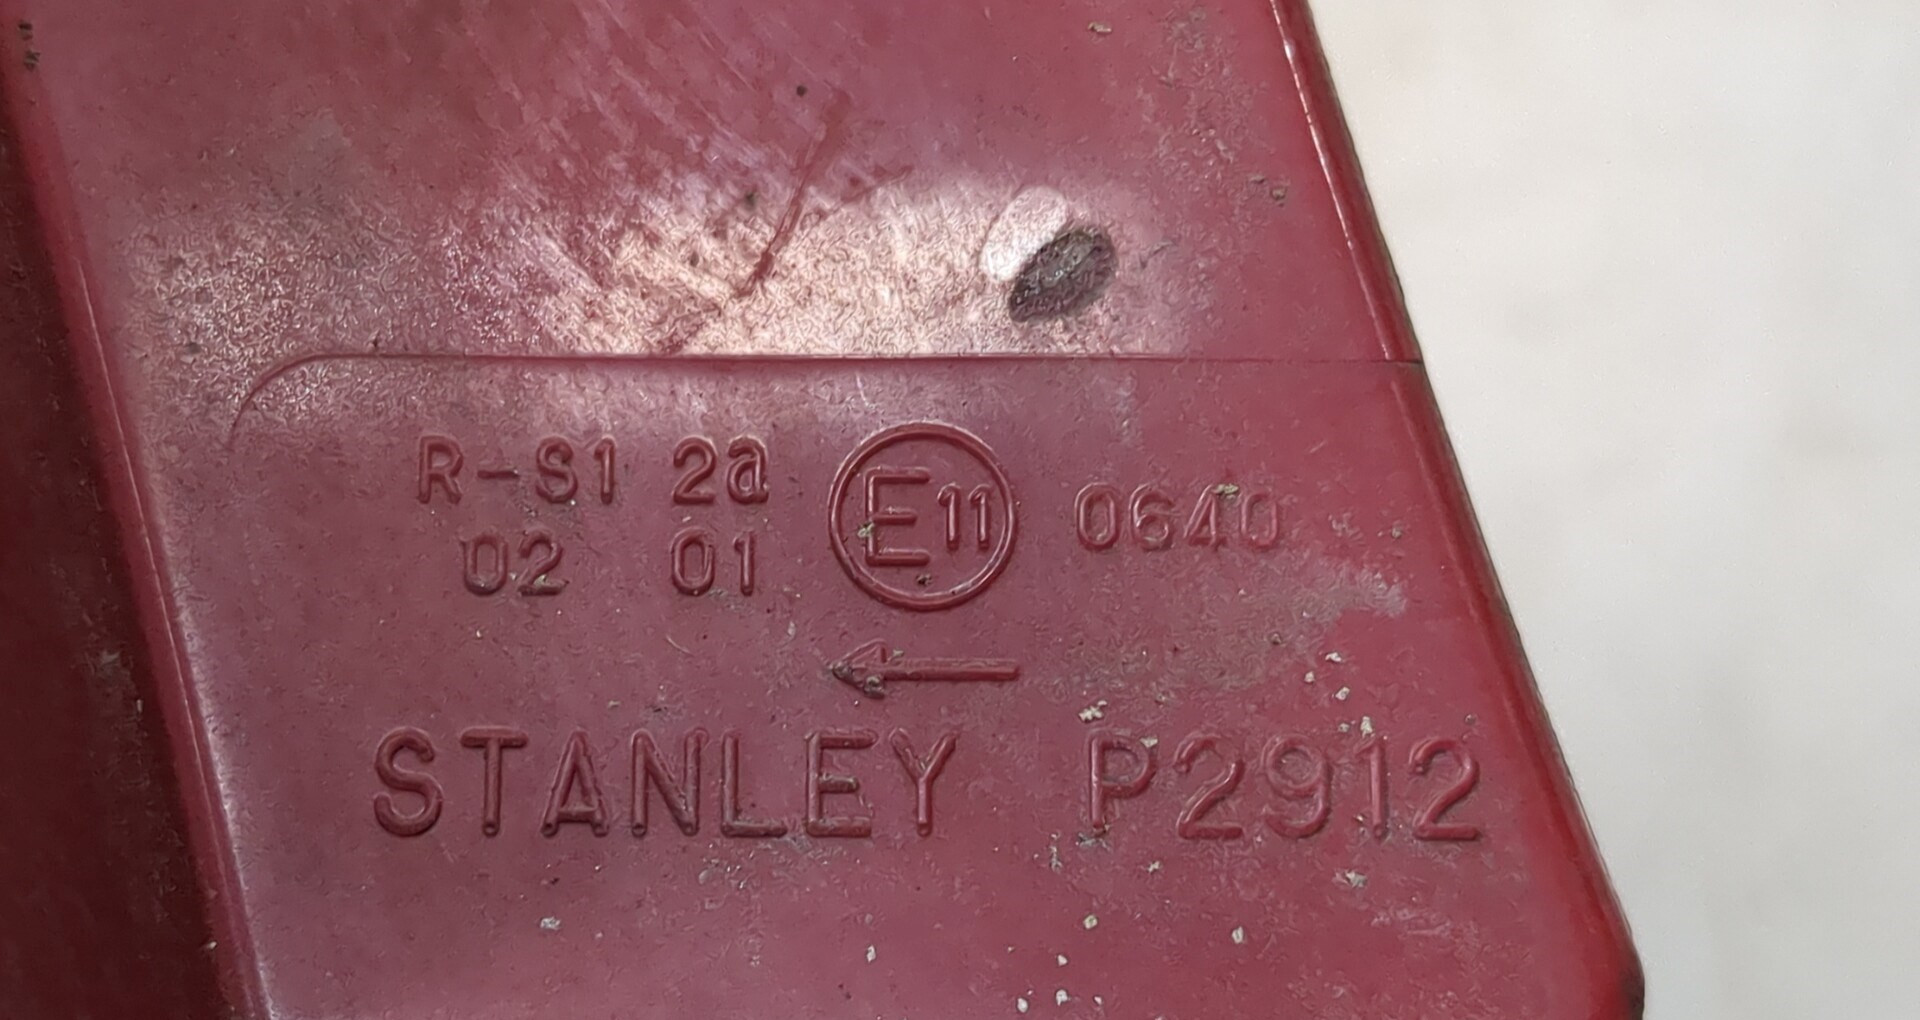 R-S1 2a
02 01
E11 0640
←
STANLEY P2912